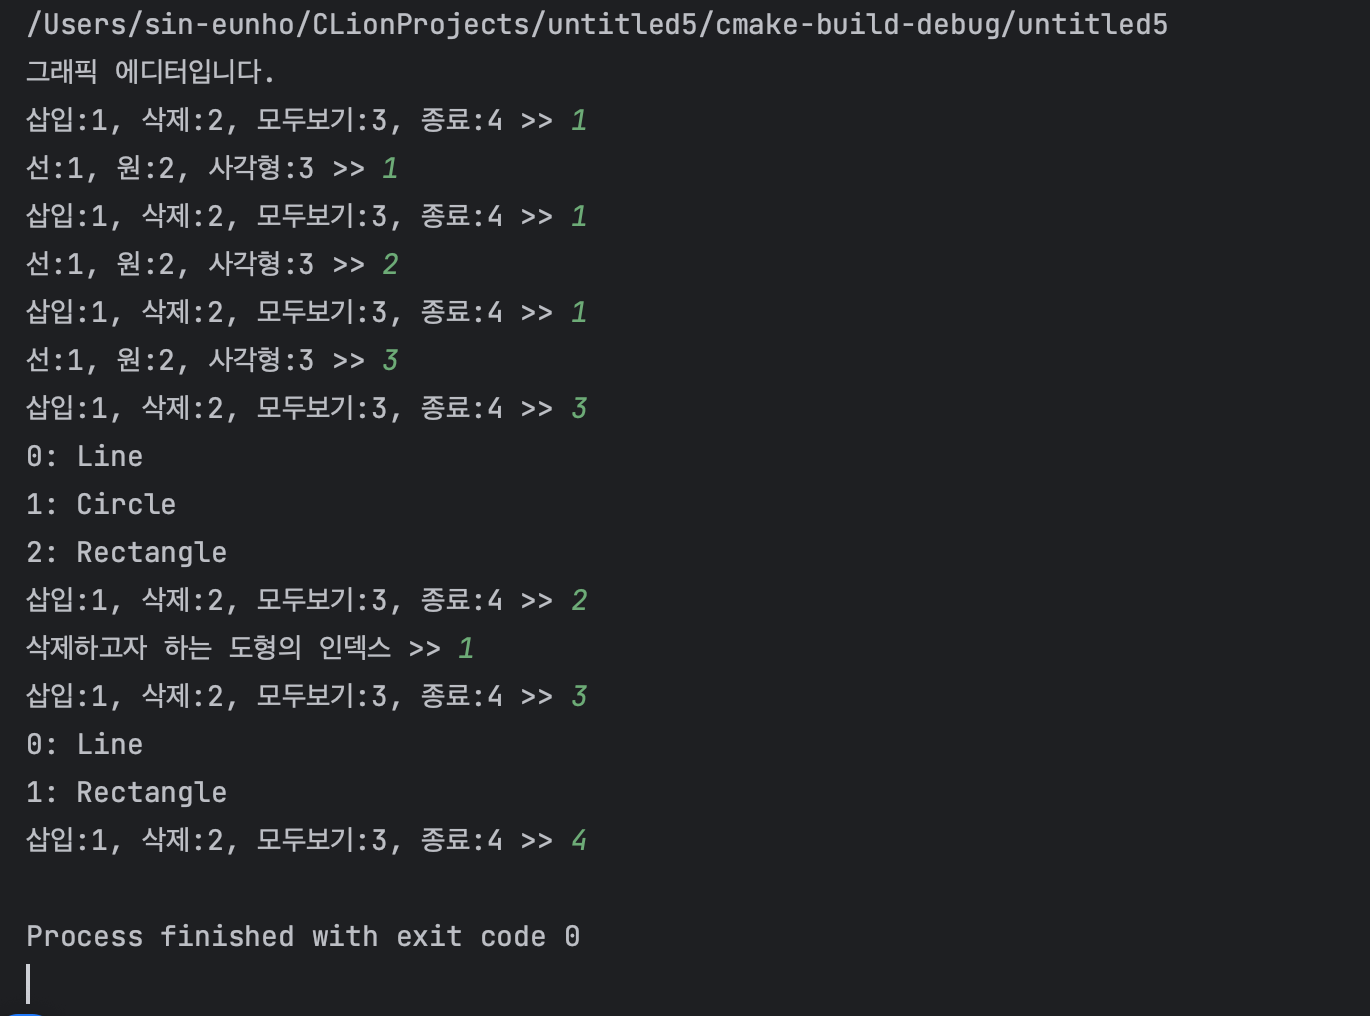 /Users/sin-eunho/CLionProjects/untitled5/cmake-build-debug/untitled5
그래픽 에디터입니다.
삽입:1, 삭제:2, 모두보기:3, 종료:4 >> 1
선:1, 원:2, 사각형:3 >> 1
삽입:1, 삭제:2, 모두보기:3, 종료:4 >> 1
선:1, 원:2, 사각형:3 >> 2
삽입:1, 삭제:2, 모두보기:3, 종료:4 >> 1
선:1, 원:2, 사각형:3 >> 3
삽입:1, 삭제:2, 모두보기:3, 종료:4 >> 3
0: Line
1: Circle
2: Rectangle
삽입:1, 삭제:2, 모두보기:3, 종료:4 >> 2
삭제하고자 하는 도형의 인덱스 >> 1
삽입:1, 삭제:2, 모두보기:3, 종료:4 >> 3
0: Line
1: Rectangle
삽입:1, 삭제:2, 모두보기:3, 종료:4 >> 4
Process finished with exit code 0